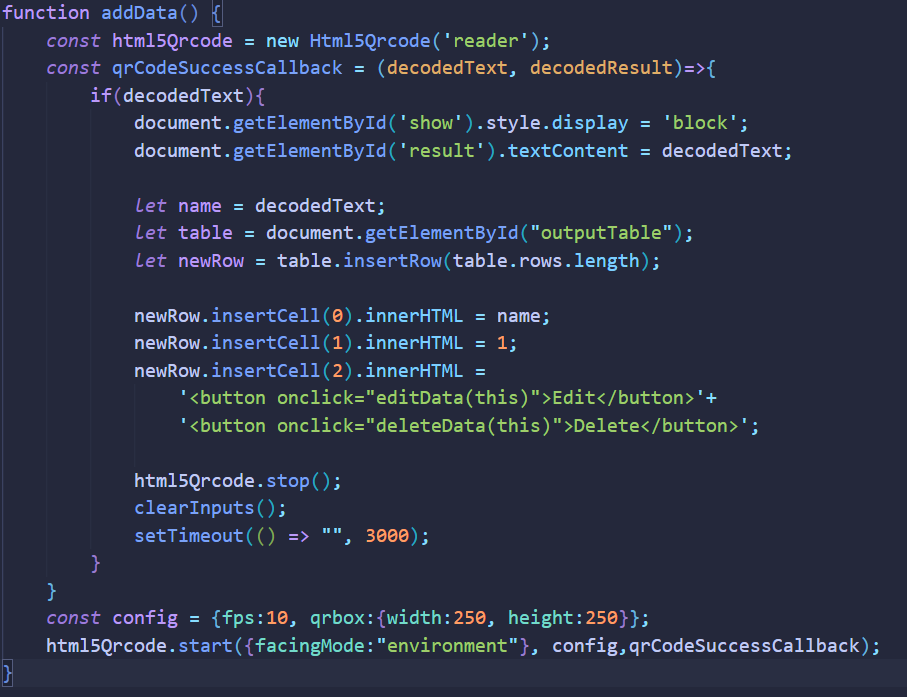 function addData() {
    const html5Qrcode = new Html5Qrcode('reader');
    const qrCodeSuccessCallback = (decodedText, decodedResult)=>{
        if(decodedText){
            document.getElementById('show').style.display = 'block';
            document.getElementById('result').textContent = decodedText;

            let name = decodedText;
            let table = document.getElementById("outputTable");
            let newRow = table.insertRow(table.rows.length);

            newRow.insertCell(0).innerHTML = name;
            newRow.insertCell(1).innerHTML = 1;
            newRow.insertCell(2).innerHTML =
                '<button onclick="editData(this)">Edit</button>'+
                '<button onclick="deleteData(this)">Delete</button>';

            html5Qrcode.stop();
            clearInputs();
            setTimeout(() => "", 3000);
        }
    }
    const config = {fps:10, qrbox:{width:250, height:250}};
    html5Qrcode.start({facingMode:"environment"}, config,qrCodeSuccessCallback);
}